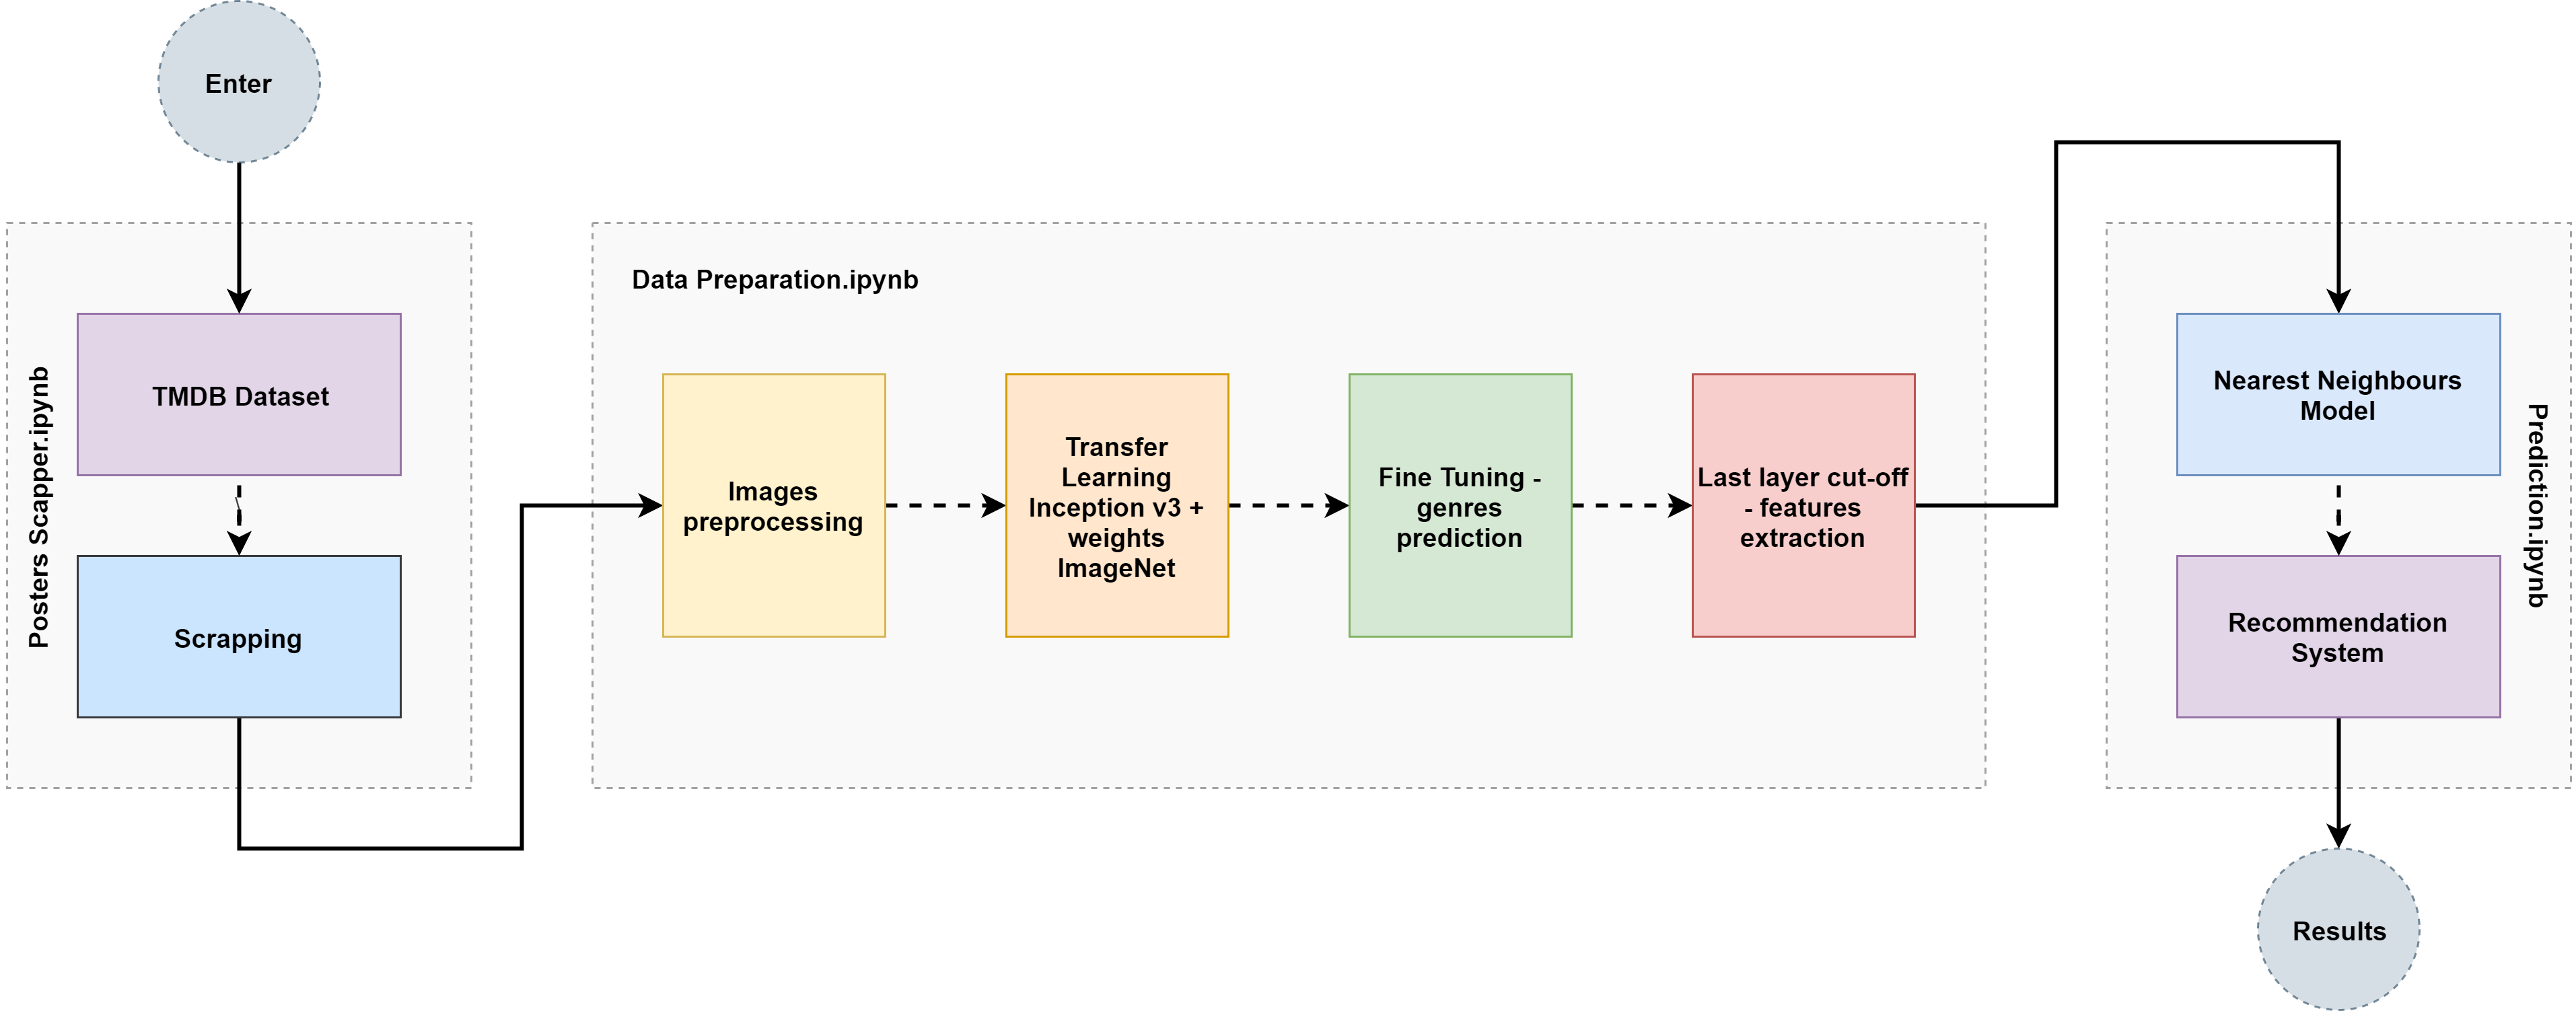 Enter
Posters Scapper.ipynb
TMDB Dataset
Scrapping
Data Preparation.ipynb
Images
preprocessing
Transfer
Learning
Inception v3 +
weights
ImageNet
Fine Tuning -
genres
prediction
Last layer cut-off
- features
extraction
Nearest Neighbours
Model
Recommendation
System
Prediction.ipynb
Results